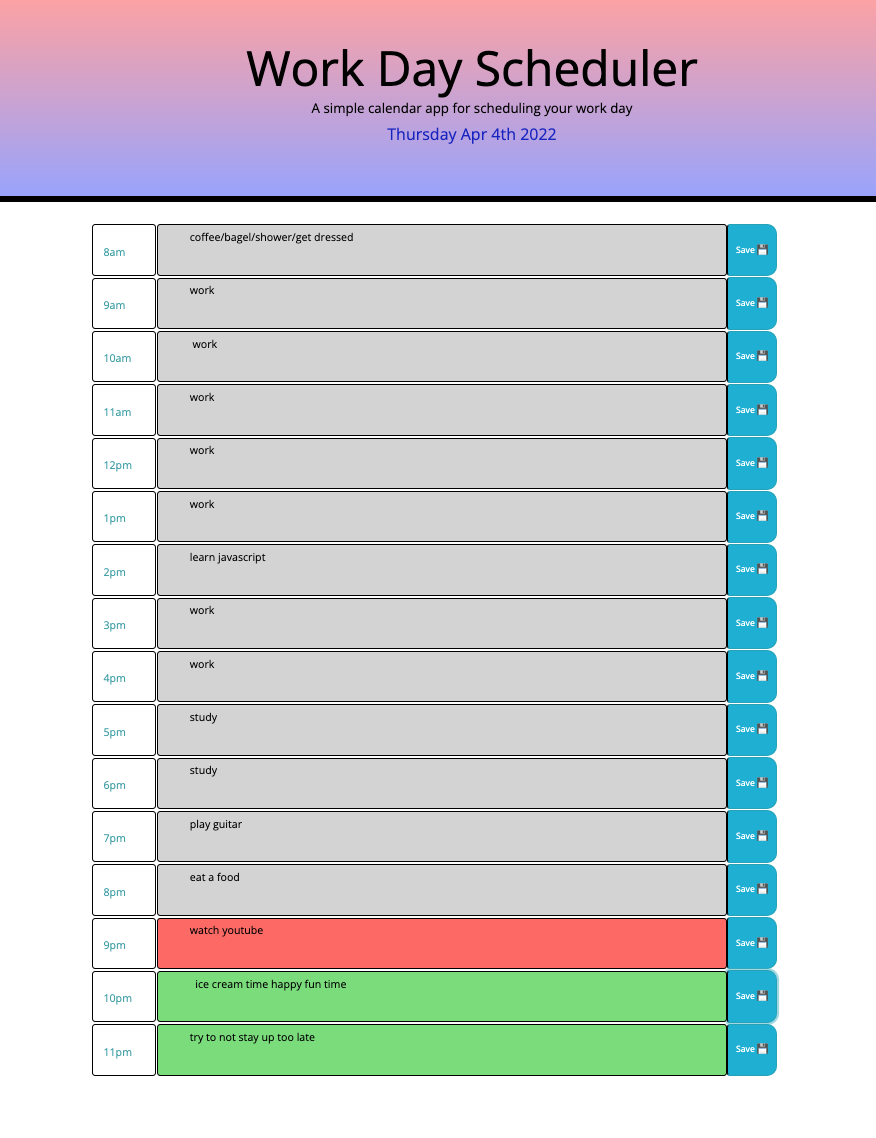 Work Day Scheduler
A simple calendar app for scheduling your work day
Thursday Apr 4th 2022
8am coffee/bagel/shower/get dressed Save 💾
9am work Save 💾
10am work Save 💾
11am work Save 💾
12pm work Save 💾
1pm work Save 💾
2pm learn javascript Save 💾
3pm work Save 💾
4pm work Save 💾
5pm study Save 💾
6pm study Save 💾
7pm play guitar Save 💾
8pm eat a food Save 💾
9pm watch youtube Save 💾
10pm ice cream time happy fun time Save 💾
11pm try to not stay up too late Save 💾